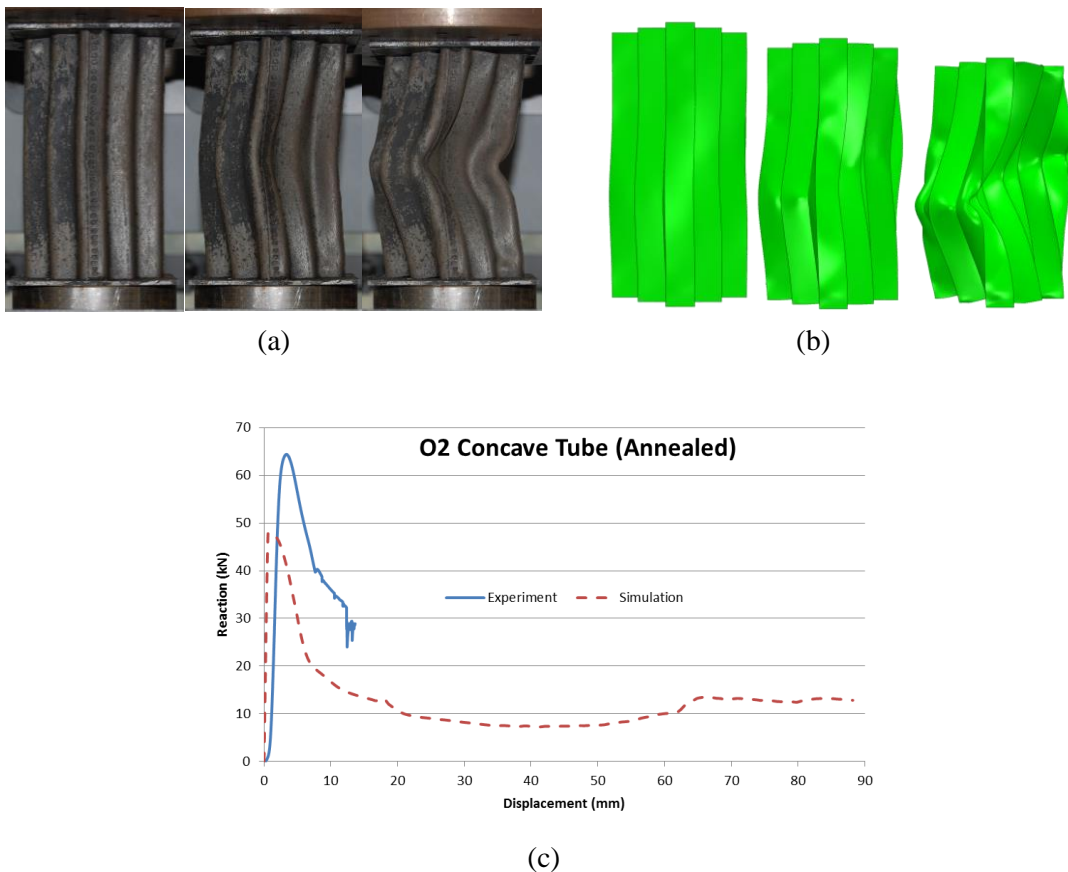 (a)
(b)
O2 Concave Tube (Annealed)
70
60
50
40
30
20
10
0
Reaction (kN)
Experiment
Simulation
0 10 20 30 40 50 60 70 80 90
Displacement (mm)
(c)